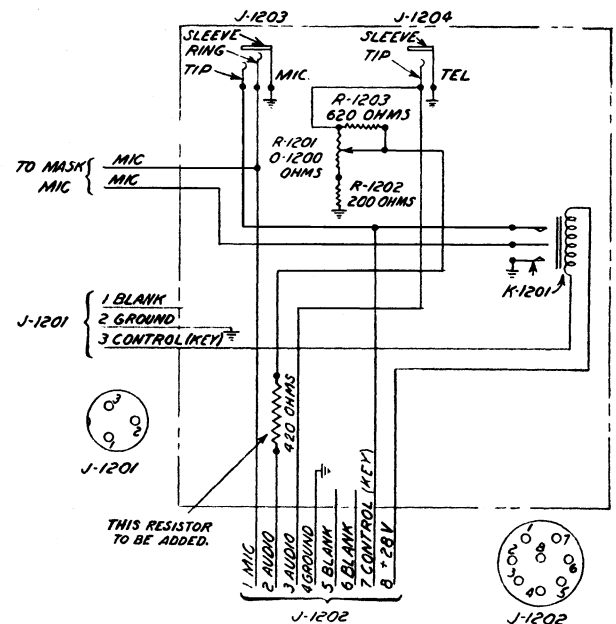 J-1203
SLEEVE
RING
TIP
MIC.
J-1204
SLEEVE
TIP
TEL
R-1203
620 OHMS
R-1201
0-1200
OHMS
R-1202
200 OHMS
TO MASK
MIC
MIC
MIC
K-1201
J-1201
1 BLANK
2 GROUND
3 CONTROL (KEY)
3
2
1
J-1201
420 OHMS
THIS RESISTOR
TO BE ADDED.
1 MIC
2 AUDIO
3 AUDIO
4 GROUND
5 BLANK
6 BLANK
7 CONTROL (KEY)
8 +28V
J-1202
1
7
2
8
6
3
5
4
J-1202